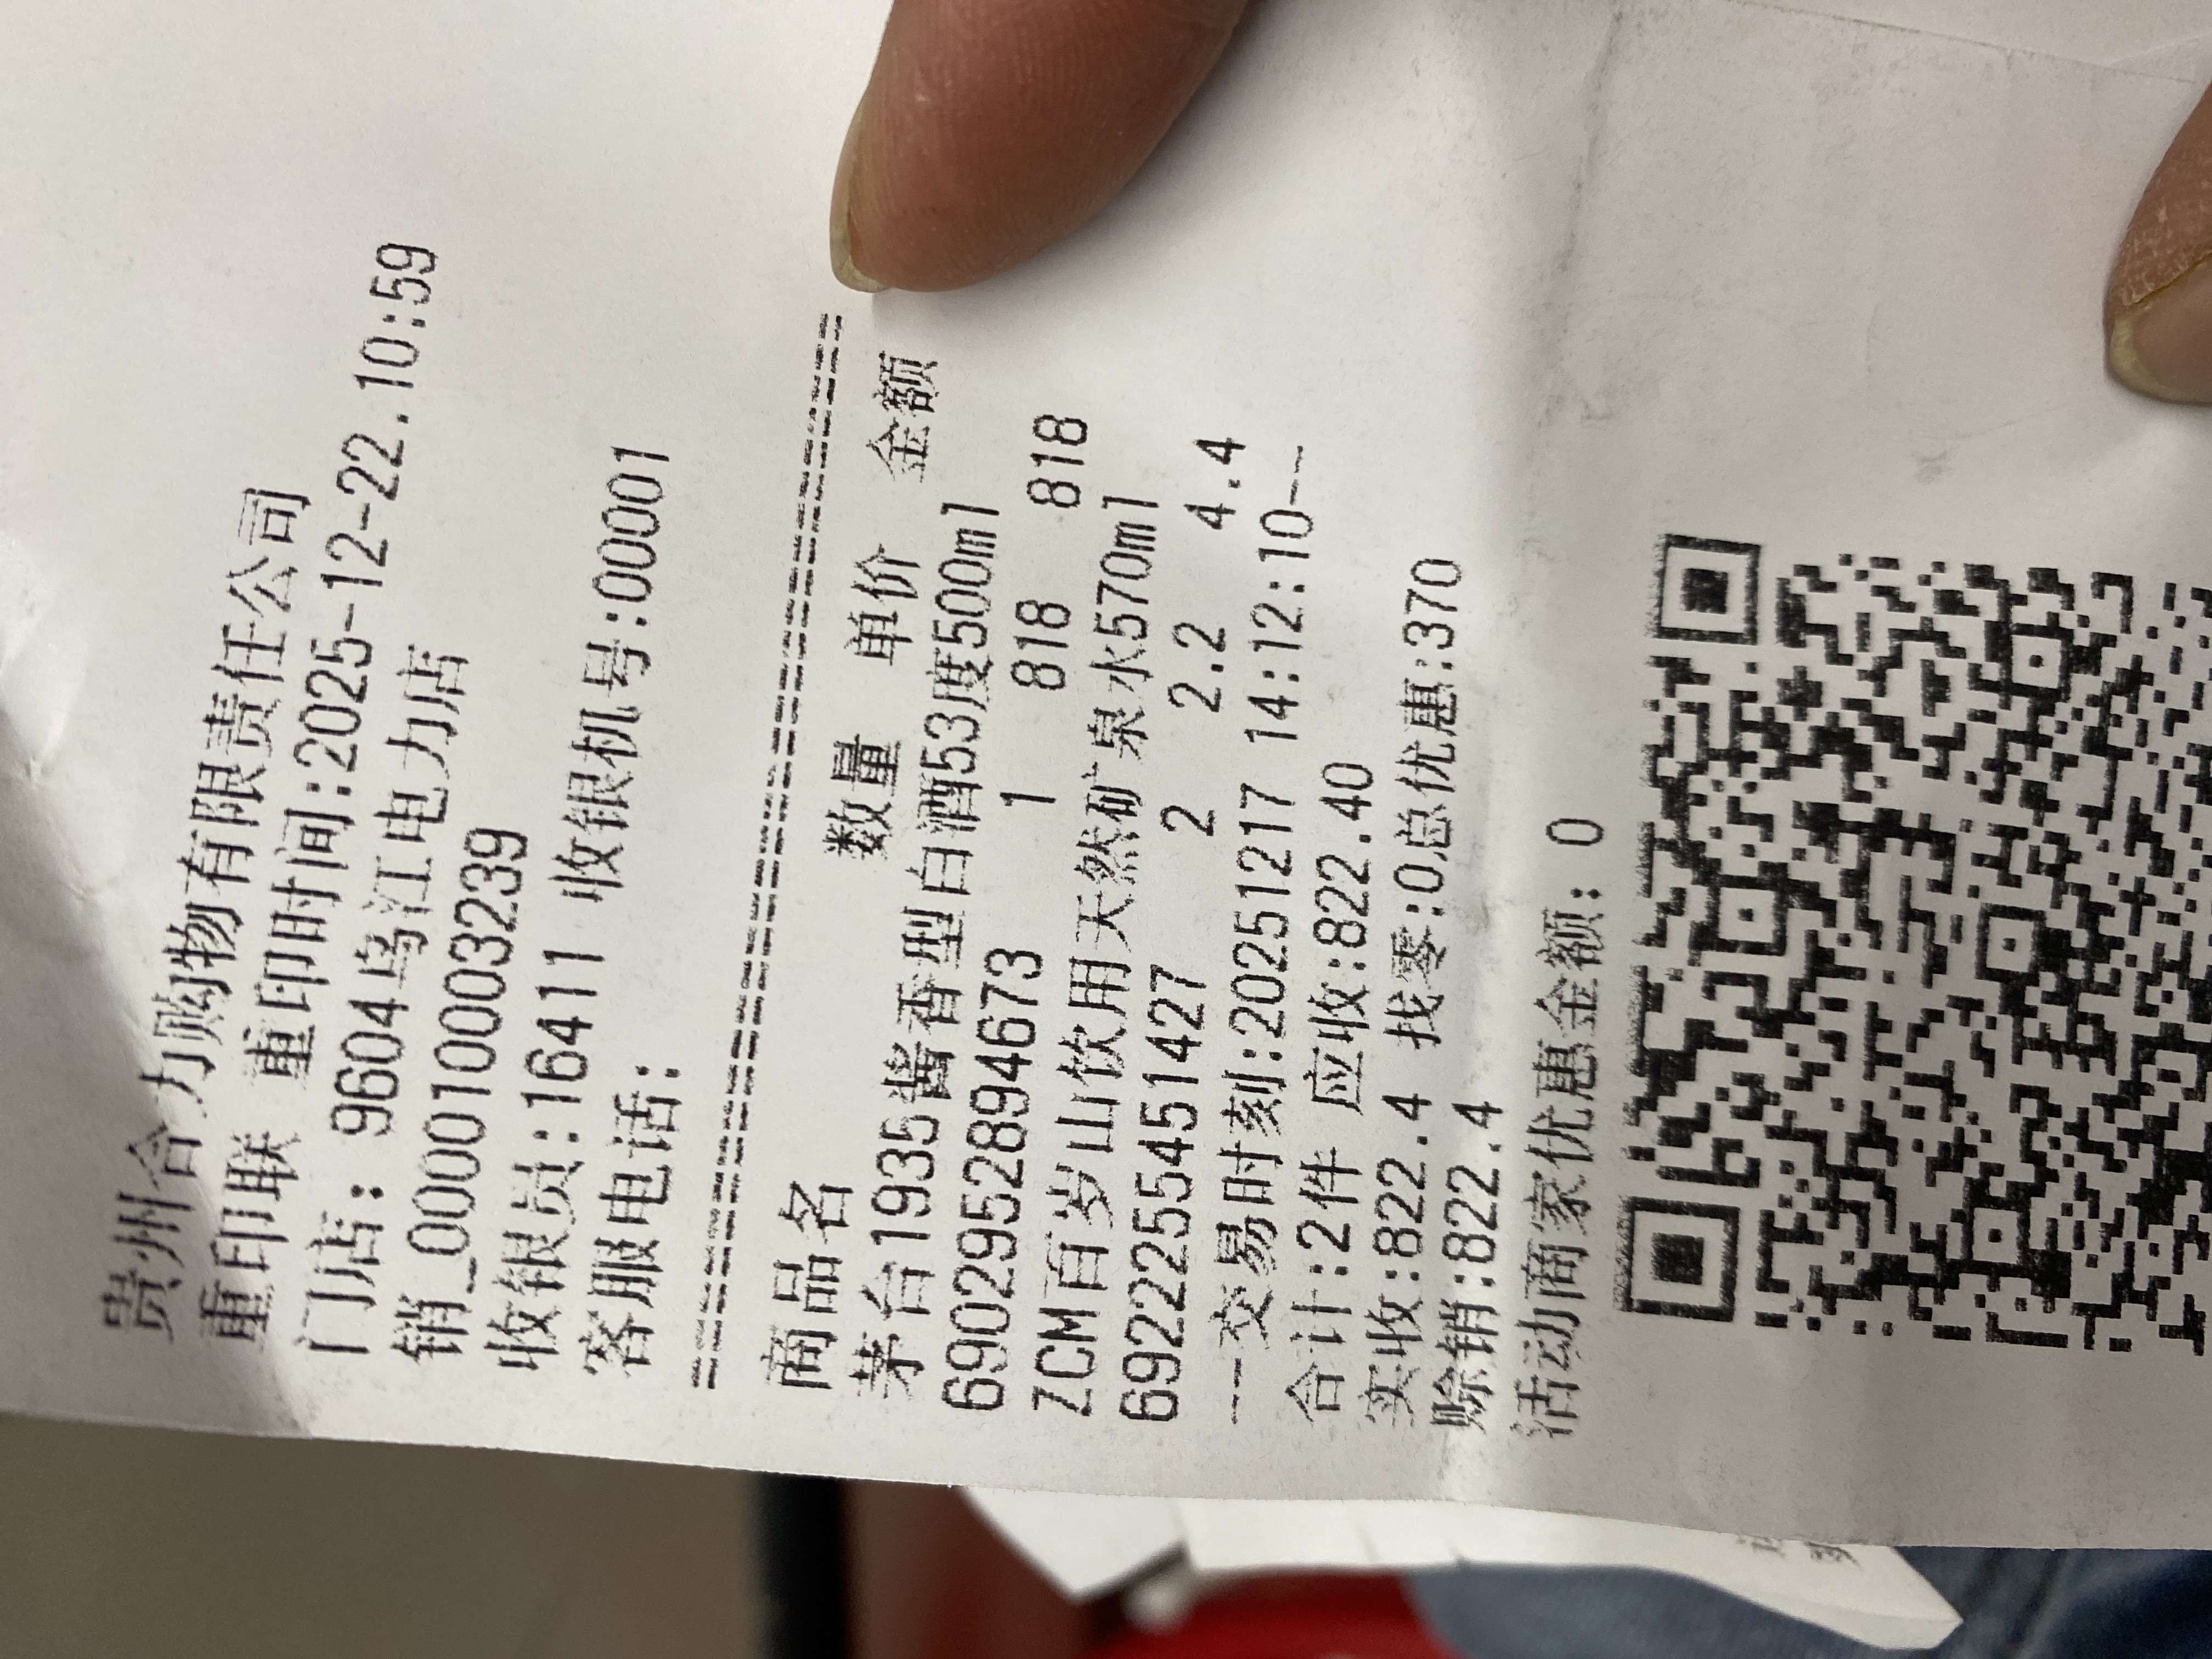 贵州合力购物有限责任公司
重印联 重印时间:2025-12-22.10:59
门店: 9604乌江电力店
销_000010003239
收银员:16411 收银机号:00001
客服电话:
========================================
商品名 数量 单价 金额
茅台1935酱香型白酒53度500ml
6902952894673 1 818 818
ZCM百岁山饮用天然矿泉水570ml
6922255451427 2 2.2 4.4
--交易时刻:20251217 14:12:10--
合计:2件 应收:822.40
实收:822.4 找零:0总优惠:370
赊销:822.4
活动商家优惠金额: 0